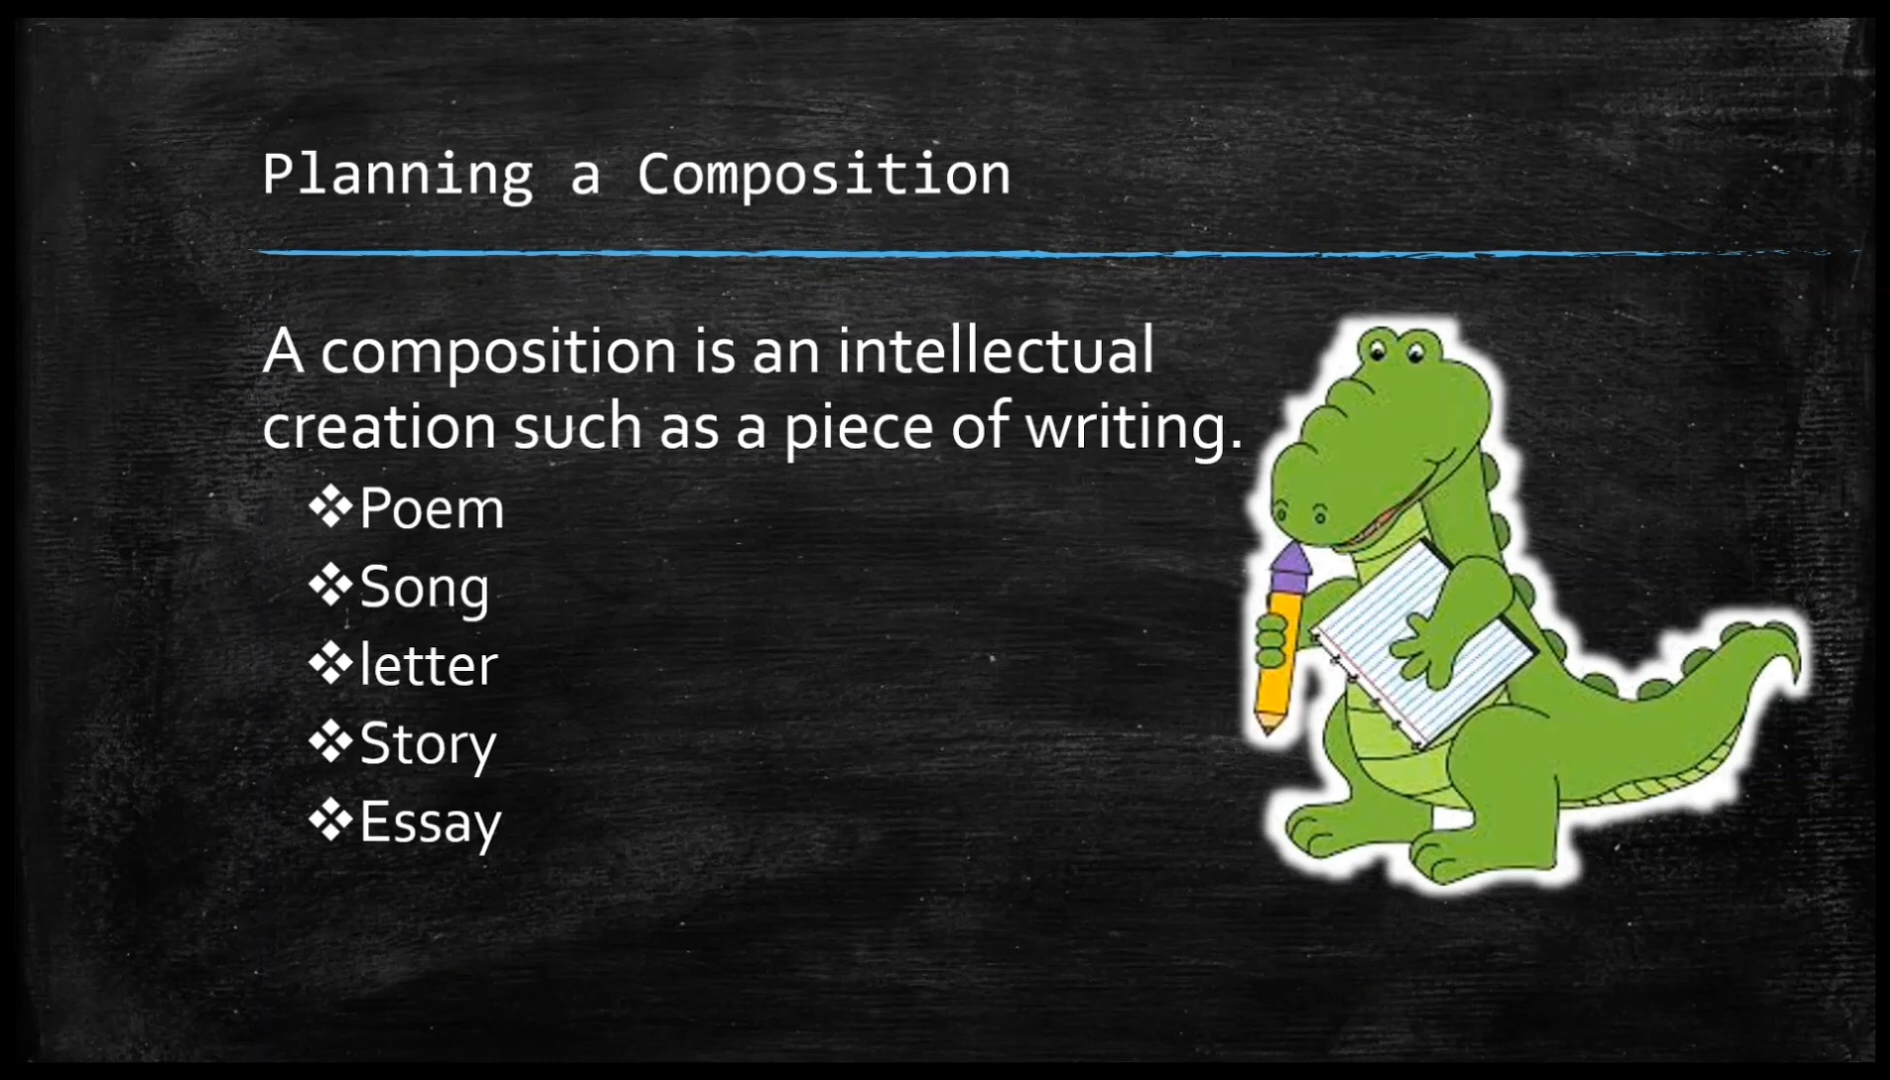 Planning a Composition
A composition is an intellectual
creation such as a piece of writing.
❖Poem
❖Song
❖letter
❖Story
❖Essay